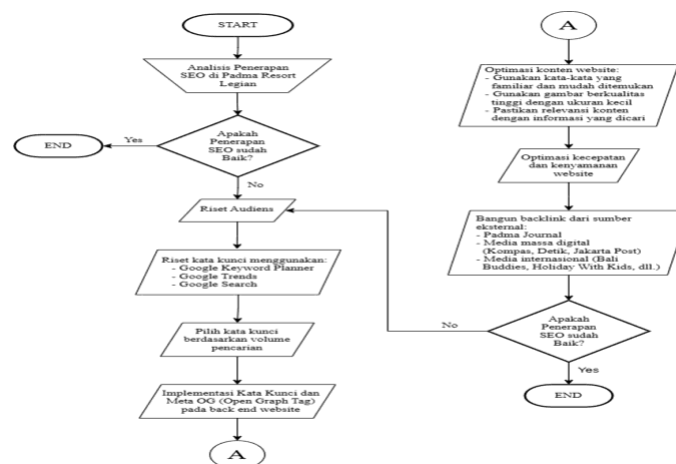 START
Analisis Penerapan
SEO di Padma Resort
Legian
Apakah
Penerapan
SEO sudah
Baik?
Yes
END
No
Riset Audiens
Riset kata kunci menggunakan:
- Google Keyword Planner
- Google Trends
- Google Search
Pilih kata kunci
berdasarkan volume
pencarian
Implementasi Kata Kunci dan
Meta OG (Open Graph Tag)
pada back end website
A
A
Optimasi konten website:
- Gunakan kata-kata yang
familiar dan mudah ditemukan
- Gunakan gambar berkualitas
tinggi dengan ukuran kecil
- Pastikan relevansi konten
dengan informasi yang dicari
Optimasi kecepatan
dan kenyamanan
website
Bangun backlink dari sumber
eksternal:
- Padma Journal
- Media massa digital
(Kompas, Detik, Jakarta Post)
- Media internasional (Bali
Buddies, Holiday With Kids, dll.)
Apakah
Penerapan
SEO sudah
Baik?
No
Yes
END